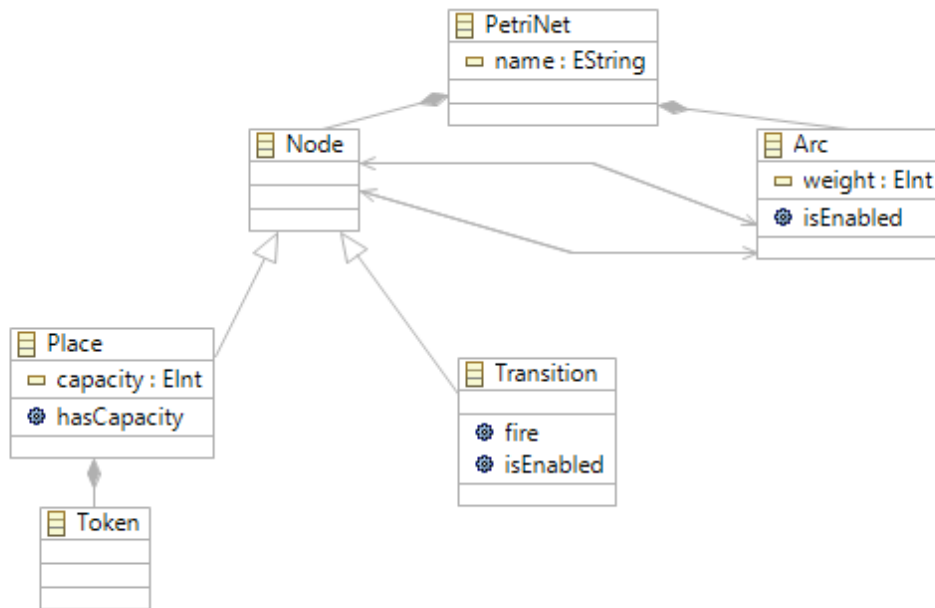 PetriNet
name : EString
Node
Arc
weight : EInt
isEnabled
Place
capacity : EInt
hasCapacity
Transition
fire
isEnabled
Token